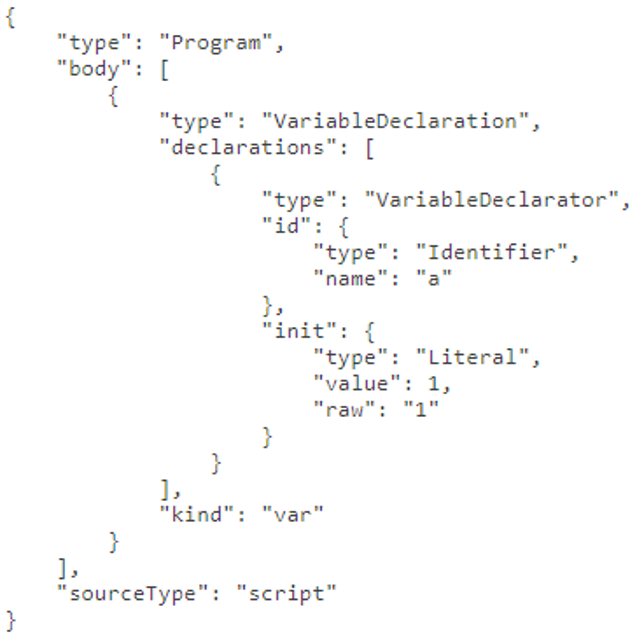 {
    "type": "Program",
    "body": [
        {
            "type": "VariableDeclaration",
            "declarations": [
                {
                    "type": "VariableDeclarator",
                    "id": {
                        "type": "Identifier",
                        "name": "a"
                    },
                    "init": {
                        "type": "Literal",
                        "value": 1,
                        "raw": "1"
                    }
                }
            ],
            "kind": "var"
        }
    ],
    "sourceType": "script"
}